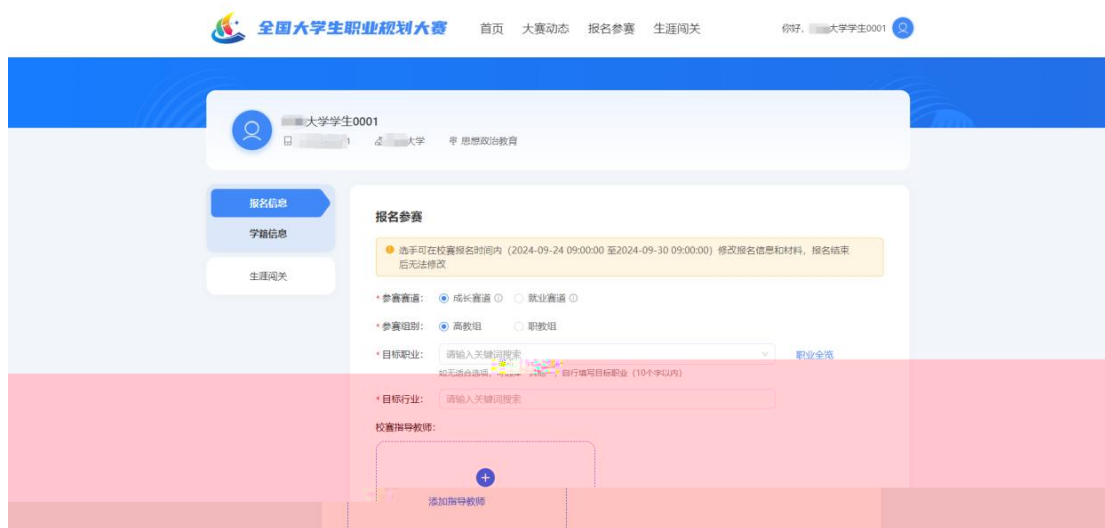 全国大学生职业规划大赛 首页 大赛动态 报名参赛 生涯闯关 你好, 大学学生0001
大学学生0001
1 大学 思想政治教育
报名信息
学籍信息
生涯闯关
报名参赛
选手可在校赛报名时间内（2024-09-24 09:00:00 至2024-09-30 09:00:00）修改报名信息和材料，报名结束
后无法修改
*参赛赛道： 成长赛道 就业赛道
*参赛组别： 高教组 职教组
*目标职业： 请输入关键词搜索 职业全览
如无适合选项, 自行填写目标职业（10个字以内）
*目标行业： 请输入关键词搜索
校赛指导教师：
添加指导教师